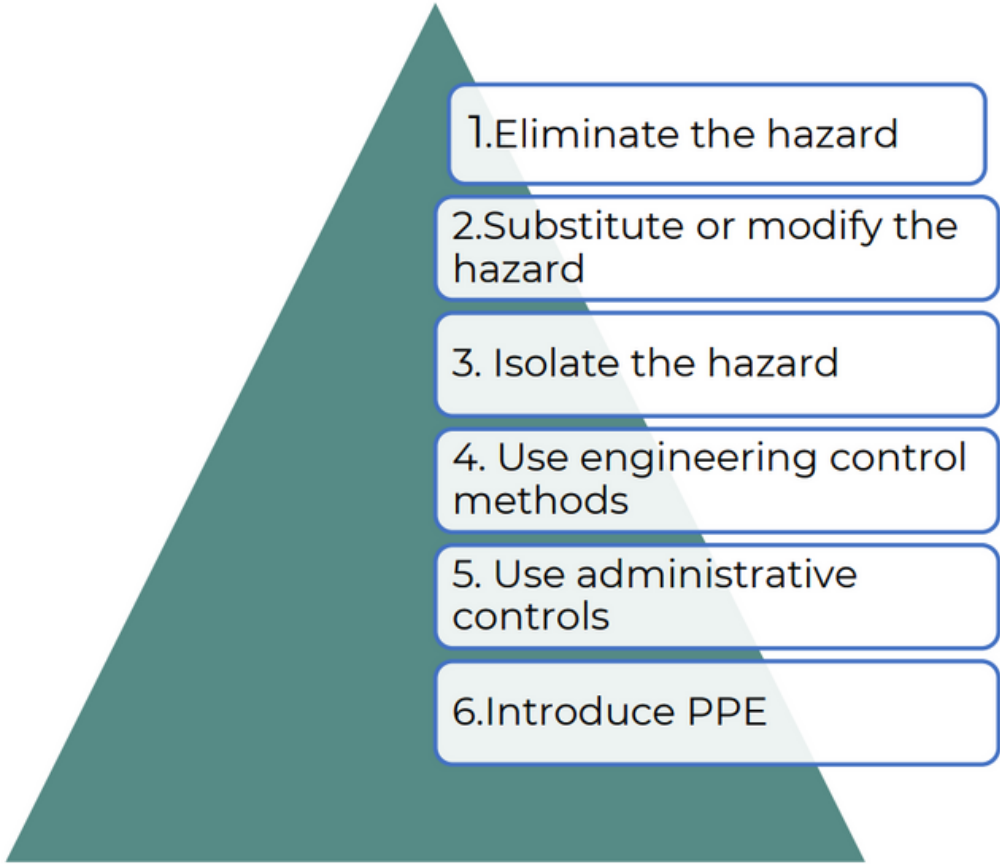 1.Eliminate the hazard
2.Substitute or modify the
hazard
3. Isolate the hazard
4. Use engineering control
methods
5. Use administrative
controls
6.Introduce PPE